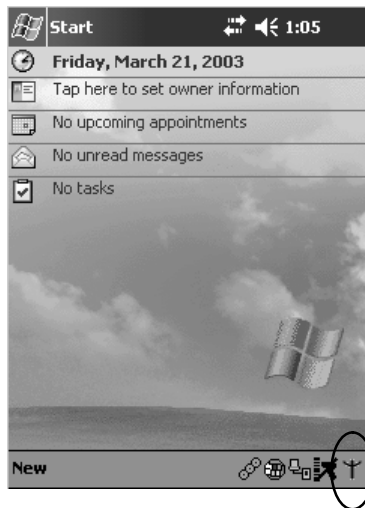 Start 1:05
Friday, March 21, 2003
Tap here to set owner information
No upcoming appointments
No unread messages
No tasks
New